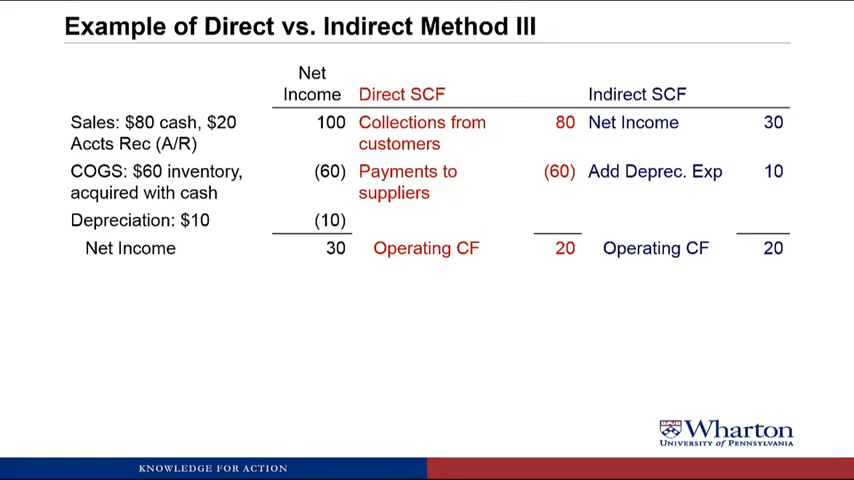 Example of Direct vs. Indirect Method III
Net
Income Direct SCF Indirect SCF
Sales: $80 cash, $20 100 Collections from 80 Net Income 30
Accts Rec (A/R) customers
COGS: $60 inventory, (60) Payments to (60) Add Deprec. Exp 10
acquired with cash suppliers
Depreciation: $10 (10)
Net Income 30 Operating CF 20 Operating CF 20
Wharton
UNIVERSITY OF PENNSYLVANIA
KNOWLEDGE FOR ACTION